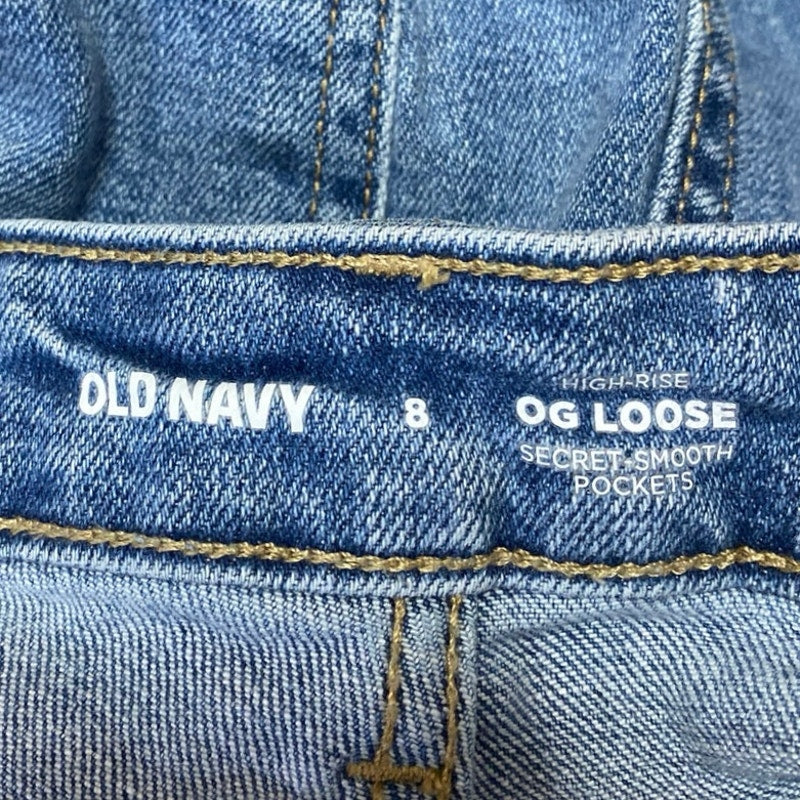 OLD NAVY
8
HIGH-RISE
OG LOOSE
SECRET-SMOOTH
POCKETS